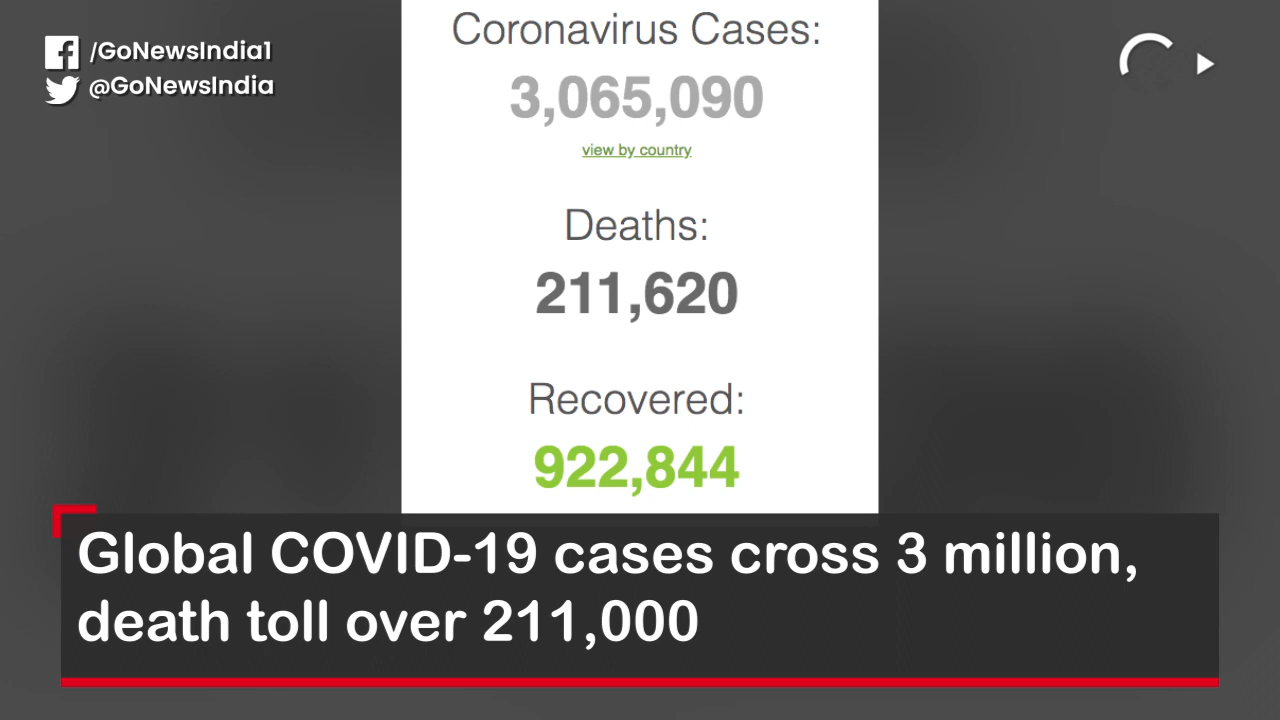 /GoNewsIndia1
@GoNewsIndia
Coronavirus Cases:
3,065,090
view by country
Deaths:
211,620
Recovered:
922,844
Global COVID-19 cases cross 3 million,
death toll over 211,000